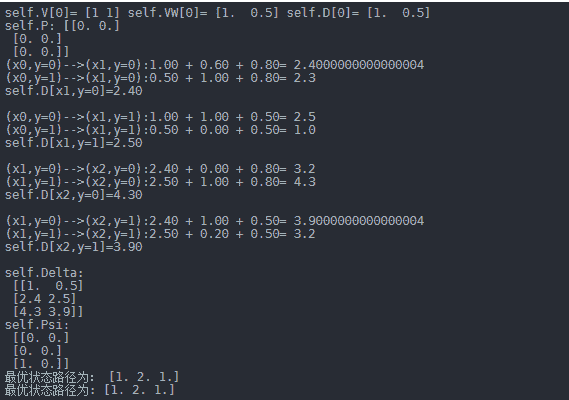 self.V[0]= [1 1] self.VW[0]= [1.  0.5] self.D[0]= [1.  0.5]
self.P: [[0. 0.]
 [0. 0.]
 [0. 0.]]
(x0,y=0)-->(x1,y=0):1.00 + 0.60 + 0.80= 2.4000000000000004
(x0,y=1)-->(x1,y=0):0.50 + 1.00 + 0.80= 2.3
self.D[x1,y=0]=2.40
(x0,y=0)-->(x1,y=1):1.00 + 1.00 + 0.50= 2.5
(x0,y=1)-->(x1,y=1):0.50 + 0.00 + 0.50= 1.0
self.D[x1,y=1]=2.50
(x1,y=0)-->(x2,y=0):2.40 + 0.00 + 0.80= 3.2
(x1,y=1)-->(x2,y=0):2.50 + 1.00 + 0.80= 4.3
self.D[x2,y=0]=4.30
(x1,y=0)-->(x2,y=1):2.40 + 1.00 + 0.50= 3.9000000000000004
(x1,y=1)-->(x2,y=1):2.50 + 0.20 + 0.50= 3.2
self.D[x2,y=1]=3.90
self.Delta:
 [[1.  0.5]
 [2.4 2.5]
 [4.3 3.9]]
self.Psi:
 [[0. 0.]
 [0. 0.]
 [1. 0.]]
最优状态路径为:  [1. 2. 1.]
最优状态路径为: [1. 2. 1.]